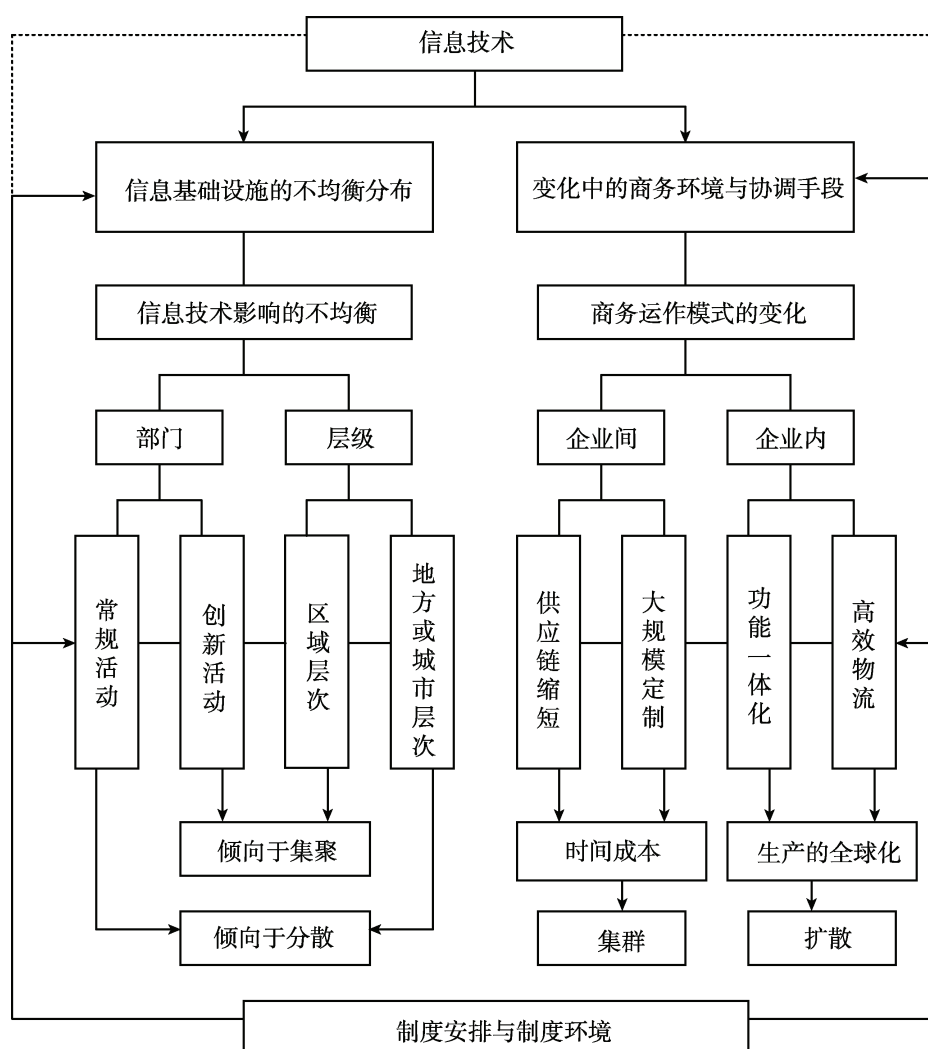 信息技术
信息基础设施的不均衡分布
变化中的商务环境与协调手段
信息技术影响的不均衡
商务运作模式的变化
部门
层级
企业间
企业内
常规活动
创新活动
区域层次
地方或城市层次
供应链缩短
大规模定制
功能一体化
高效物流
倾向于集聚
时间成本
生产的全球化
倾向于分散
集群
扩散
制度安排与制度环境